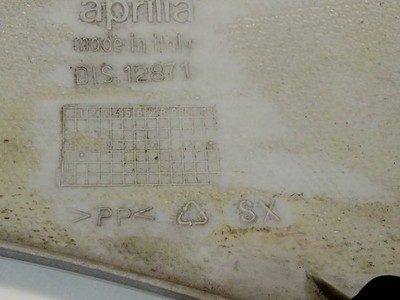 aprilia
made in italy
DIS. 12871
>PP< SX